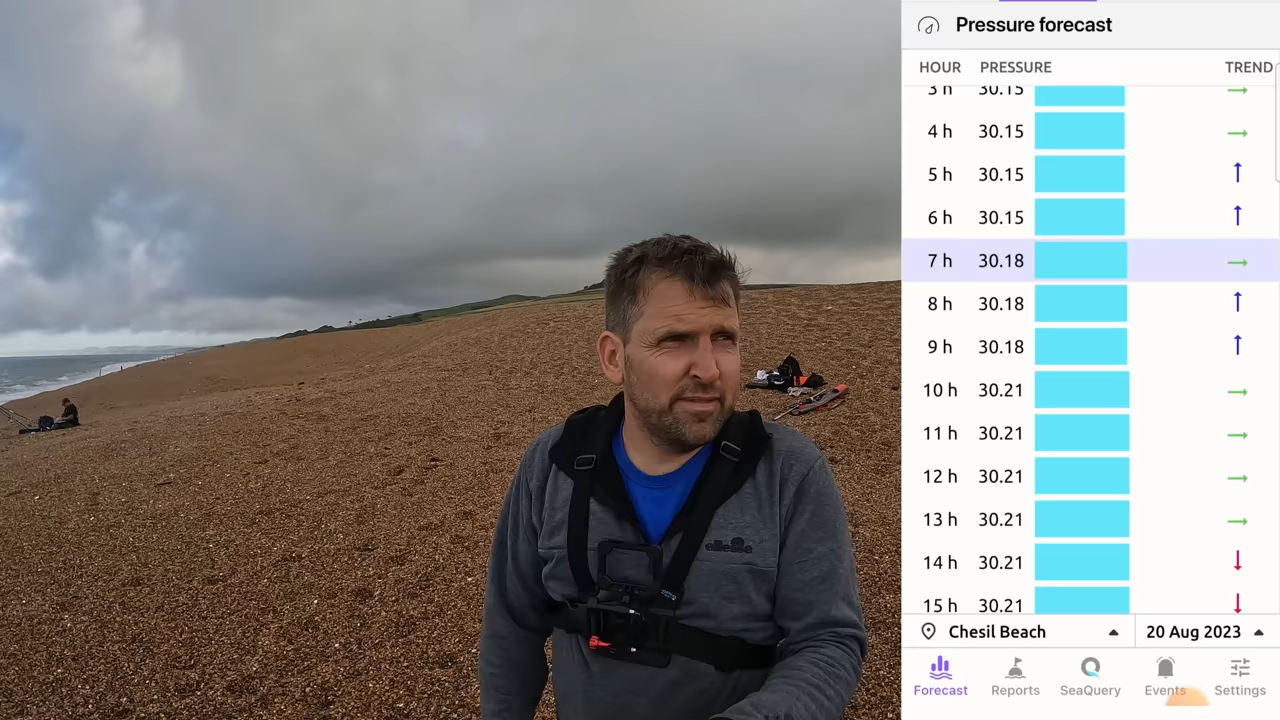 Pressure forecast
HOUR PRESSURE TREND
3 h 30.15
4 h 30.15
5 h 30.15
6 h 30.15
7 h 30.18
8 h 30.18
9 h 30.18
10 h 30.21
11 h 30.21
12 h 30.21
13 h 30.21
14 h 30.21
15 h 30.21
Chesil Beach 20 Aug 2023
Forecast Reports SeaQuery Events Settings
ellesse